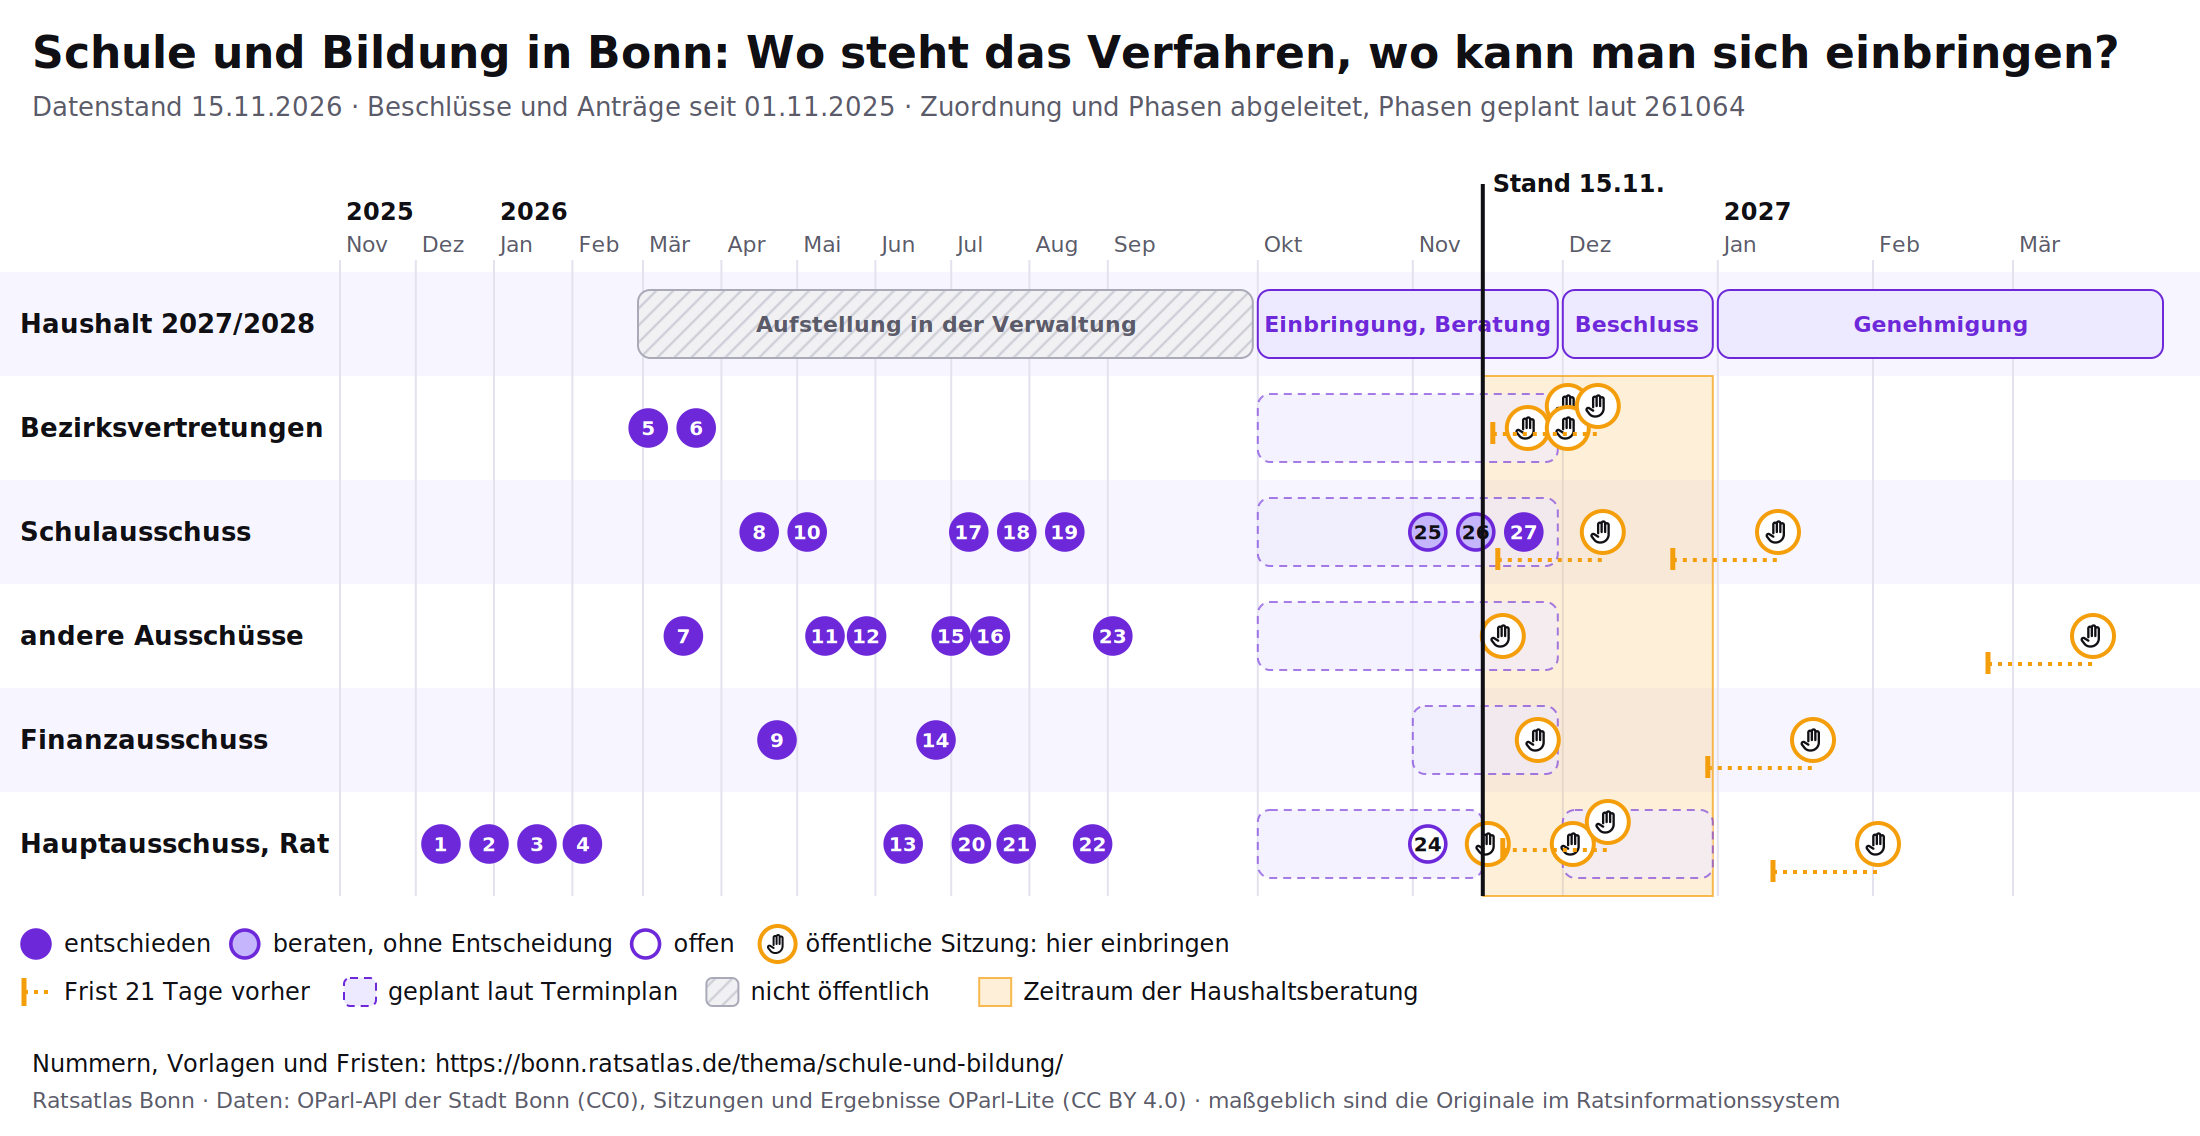 Schule und Bildung in Bonn: Wo steht das Verfahren, wo kann man sich einbringen?
Datenstand 15.11.2026 · Beschlüsse und Anträge seit 01.11.2025 · Zuordnung und Phasen abgeleitet, Phasen geplant laut 261064
Stand 15.11.
2025 2026 2027
Nov Dez Jan Feb Mär Apr Mai Jun Jul Aug Sep Okt Nov Dez Jan Feb Mär
Haushalt 2027/2028 Aufstellung in der Verwaltung Einbringung, Beratung Beschluss Genehmigung
Bezirksvertretungen 5 6
Schulausschuss 8 10 17 18 19 25 26 27
andere Ausschüsse 7 11 12 15 16 23
Finanzausschuss 9 14
Hauptausschuss, Rat 1 2 3 4 13 20 21 22 24
entschieden beraten, ohne Entscheidung offen öffentliche Sitzung: hier einbringen
Frist 21 Tage vorher geplant laut Terminplan nicht öffentlich Zeitraum der Haushaltsberatung
Nummern, Vorlagen und Fristen: https://bonn.ratsatlas.de/thema/schule-und-bildung/
Ratsatlas Bonn · Daten: OParl-API der Stadt Bonn (CC0), Sitzungen und Ergebnisse OParl-Lite (CC BY 4.0) · maßgeblich sind die Originale im Ratsinformationssystem